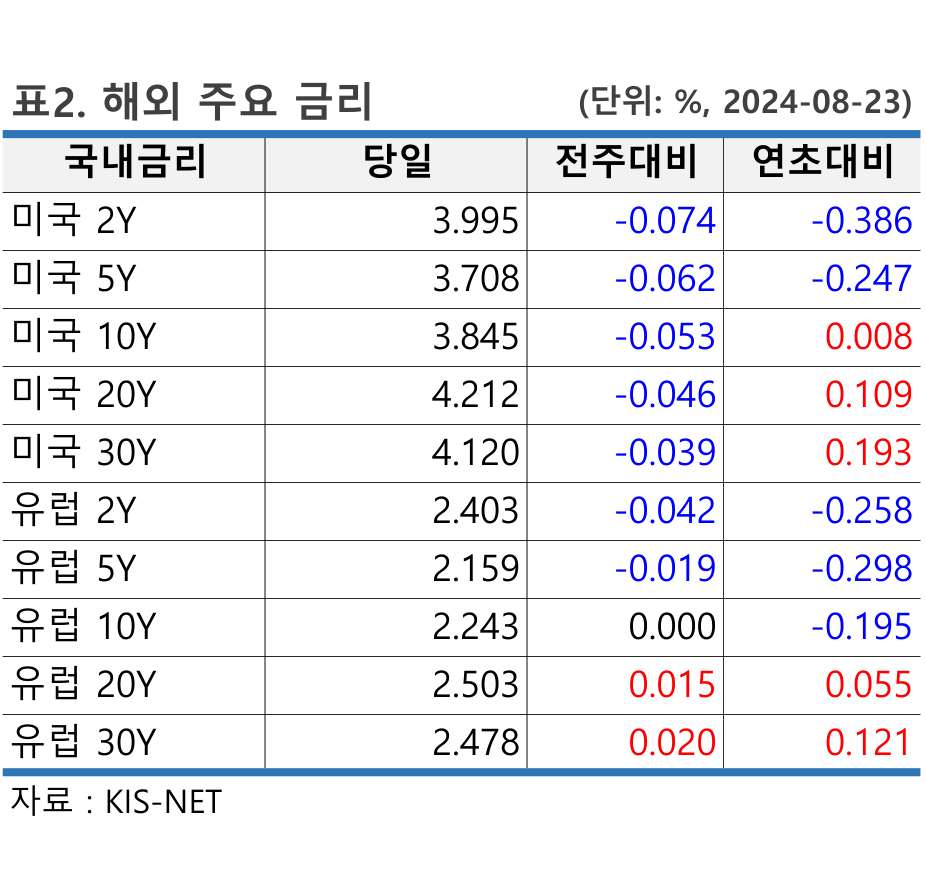 표2. 해외 주요 금리 (단위: %, 2024-08-23)
국내금리 당일 전주대비 연초대비
미국 2Y 3.995 -0.074 -0.386
미국 5Y 3.708 -0.062 -0.247
미국 10Y 3.845 -0.053 0.008
미국 20Y 4.212 -0.046 0.109
미국 30Y 4.120 -0.039 0.193
유럽 2Y 2.403 -0.042 -0.258
유럽 5Y 2.159 -0.019 -0.298
유럽 10Y 2.243 0.000 -0.195
유럽 20Y 2.503 0.015 0.055
유럽 30Y 2.478 0.020 0.121
자료 : KIS-NET